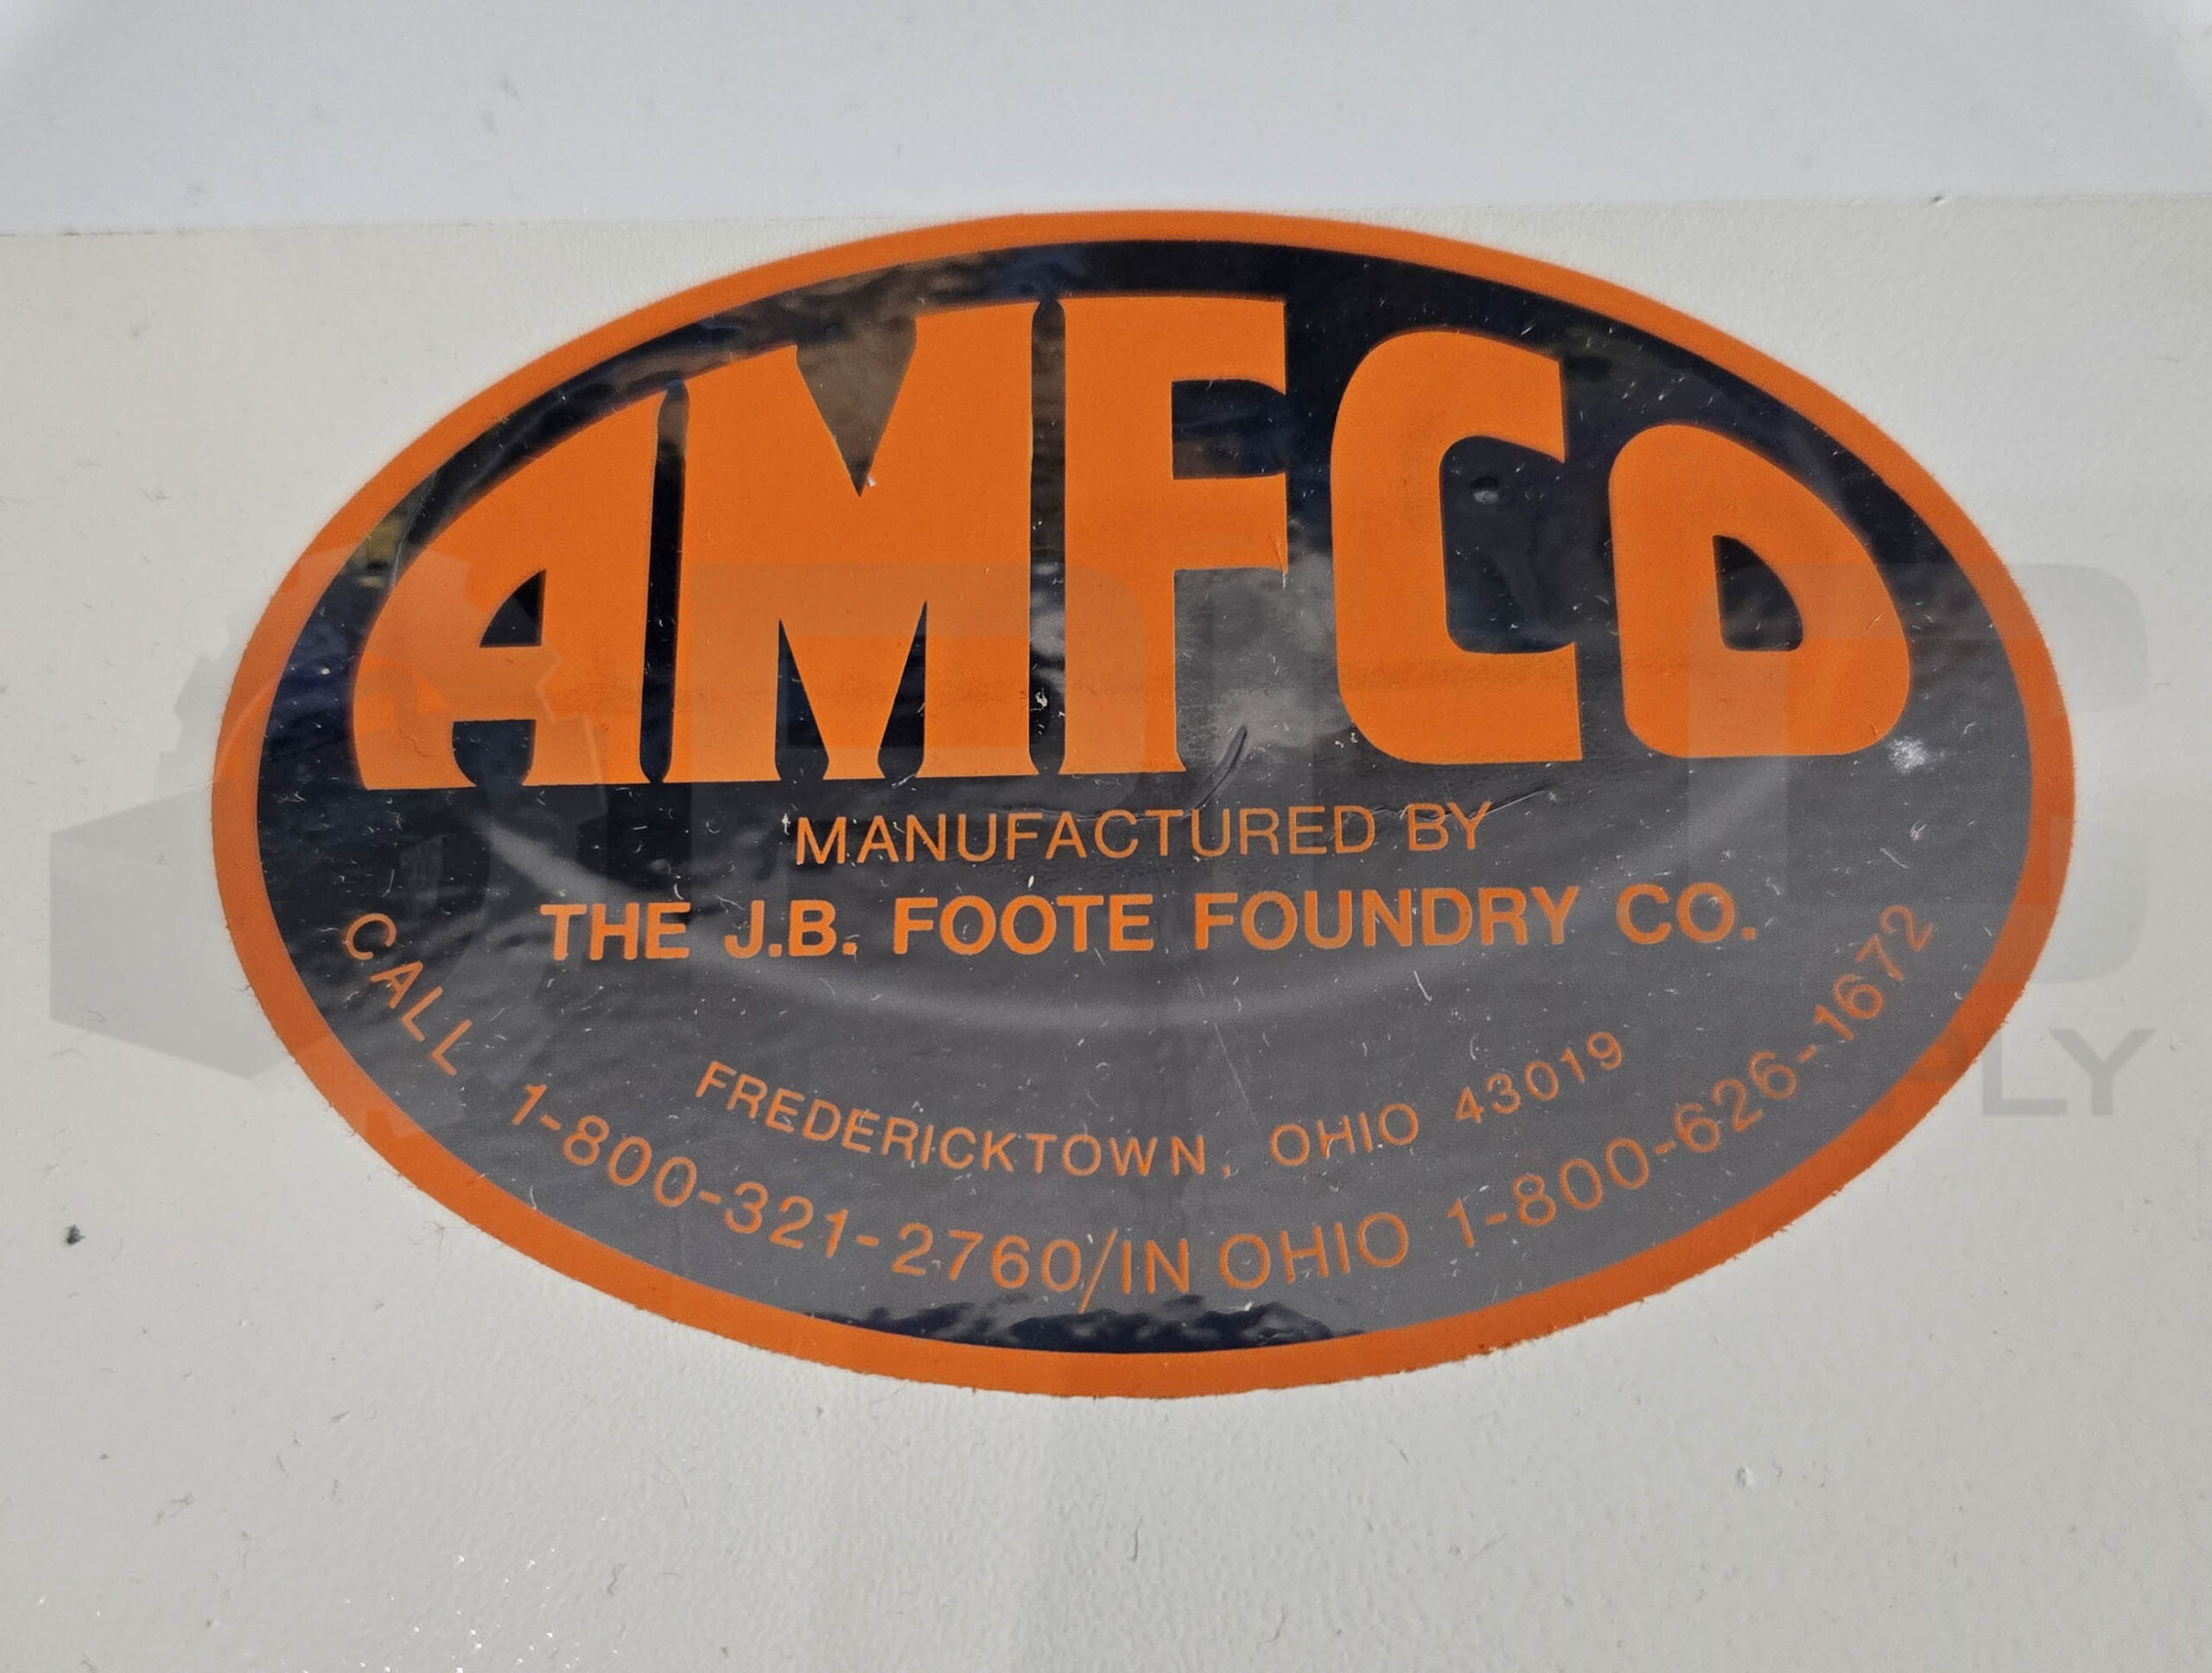 AMFCO
MANUFACTURED BY
THE J.B. FOOTE FOUNDRY CO.
FREDERICKTOWN, OHIO 43019
CALL 1-800-321-2760/IN OHIO 1-800-626-1672